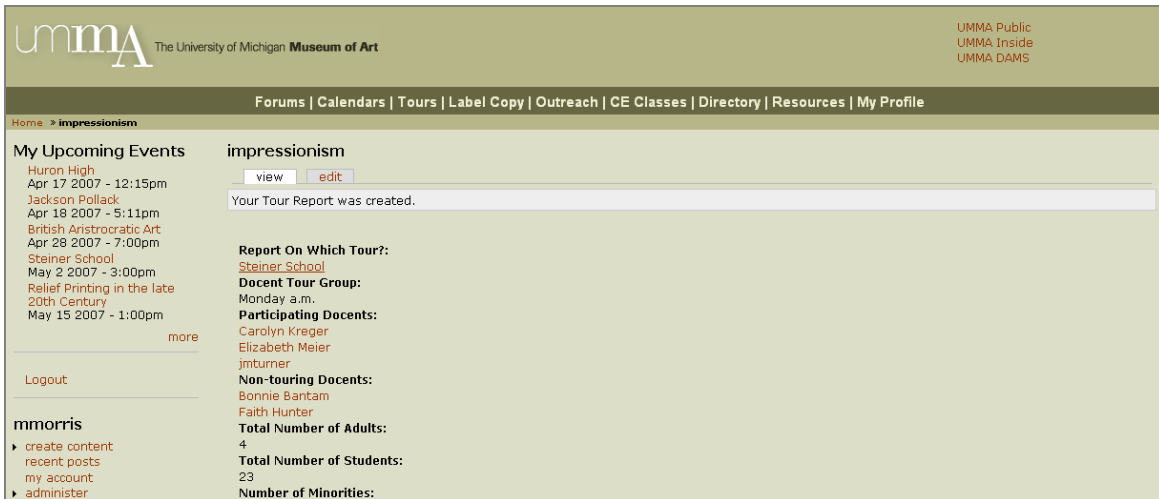 umma The University of Michigan Museum of Art
UMMA Public
UMMA Inside
UMMA DAMS
Forums | Calendars | Tours | Label Copy | Outreach | CE Classes | Directory | Resources | My Profile
Home » impressionism
My Upcoming Events
Huron High
Apr 17 2007 - 12:15pm
Jackson Pollack
Apr 18 2007 - 5:11pm
British Aristrocratic Art
Apr 28 2007 - 7:00pm
Steiner School
May 2 2007 - 3:00pm
Relief Printing in the late
20th Century
May 15 2007 - 1:00pm
more
Logout
mmorris
create content
recent posts
my account
administer
impressionism
view edit
Your Tour Report was created.
Report On Which Tour?:
Steiner School
Docent Tour Group:
Monday a.m.
Participating Docents:
Carolyn Kreger
Elizabeth Meier
jmturner
Non-touring Docents:
Bonnie Bantam
Faith Hunter
Total Number of Adults:
4
Total Number of Students:
23
Number of Minorities: